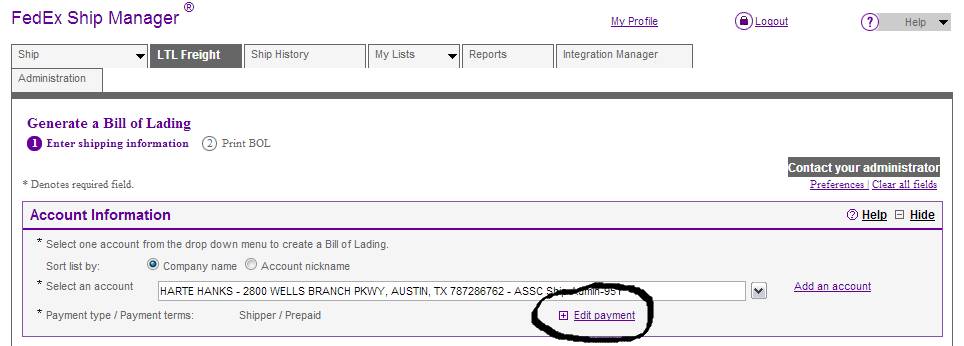 FedEx Ship Manager ®
My Profile
Logout
? Help
Ship
LTL Freight
Ship History
My Lists
Reports
Integration Manager
Administration
Generate a Bill of Lading
1 Enter shipping information 2 Print BOL
Contact your administrator
* Denotes required field.
Preferences | Clear all fields
Account Information
? Help Hide
* Select one account from the drop down menu to create a Bill of Lading.
Sort list by: Company name Account nickname
* Select an account HARTE HANKS - 2800 WELLS BRANCH PKWY, AUSTIN, TX 787286762 - ASSC Ship Admin-951
Add an account
* Payment type / Payment terms: Shipper / Prepaid
Edit payment